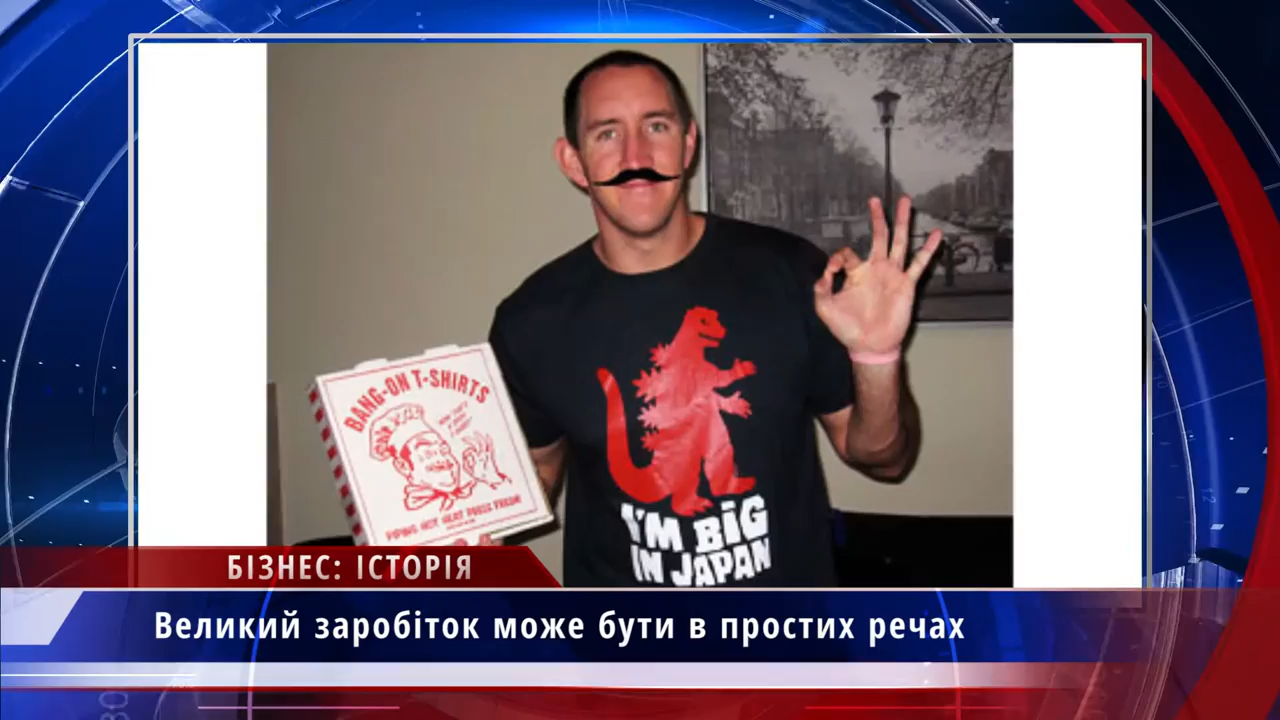 BANG-ON T-SHIRTS
PIPING HOT HEAT PRESS FRESH
I'M BiG
IN JAPAN
БІЗНЕС: ІСТОРІЯ
Великий заробіток може бути в простих речах